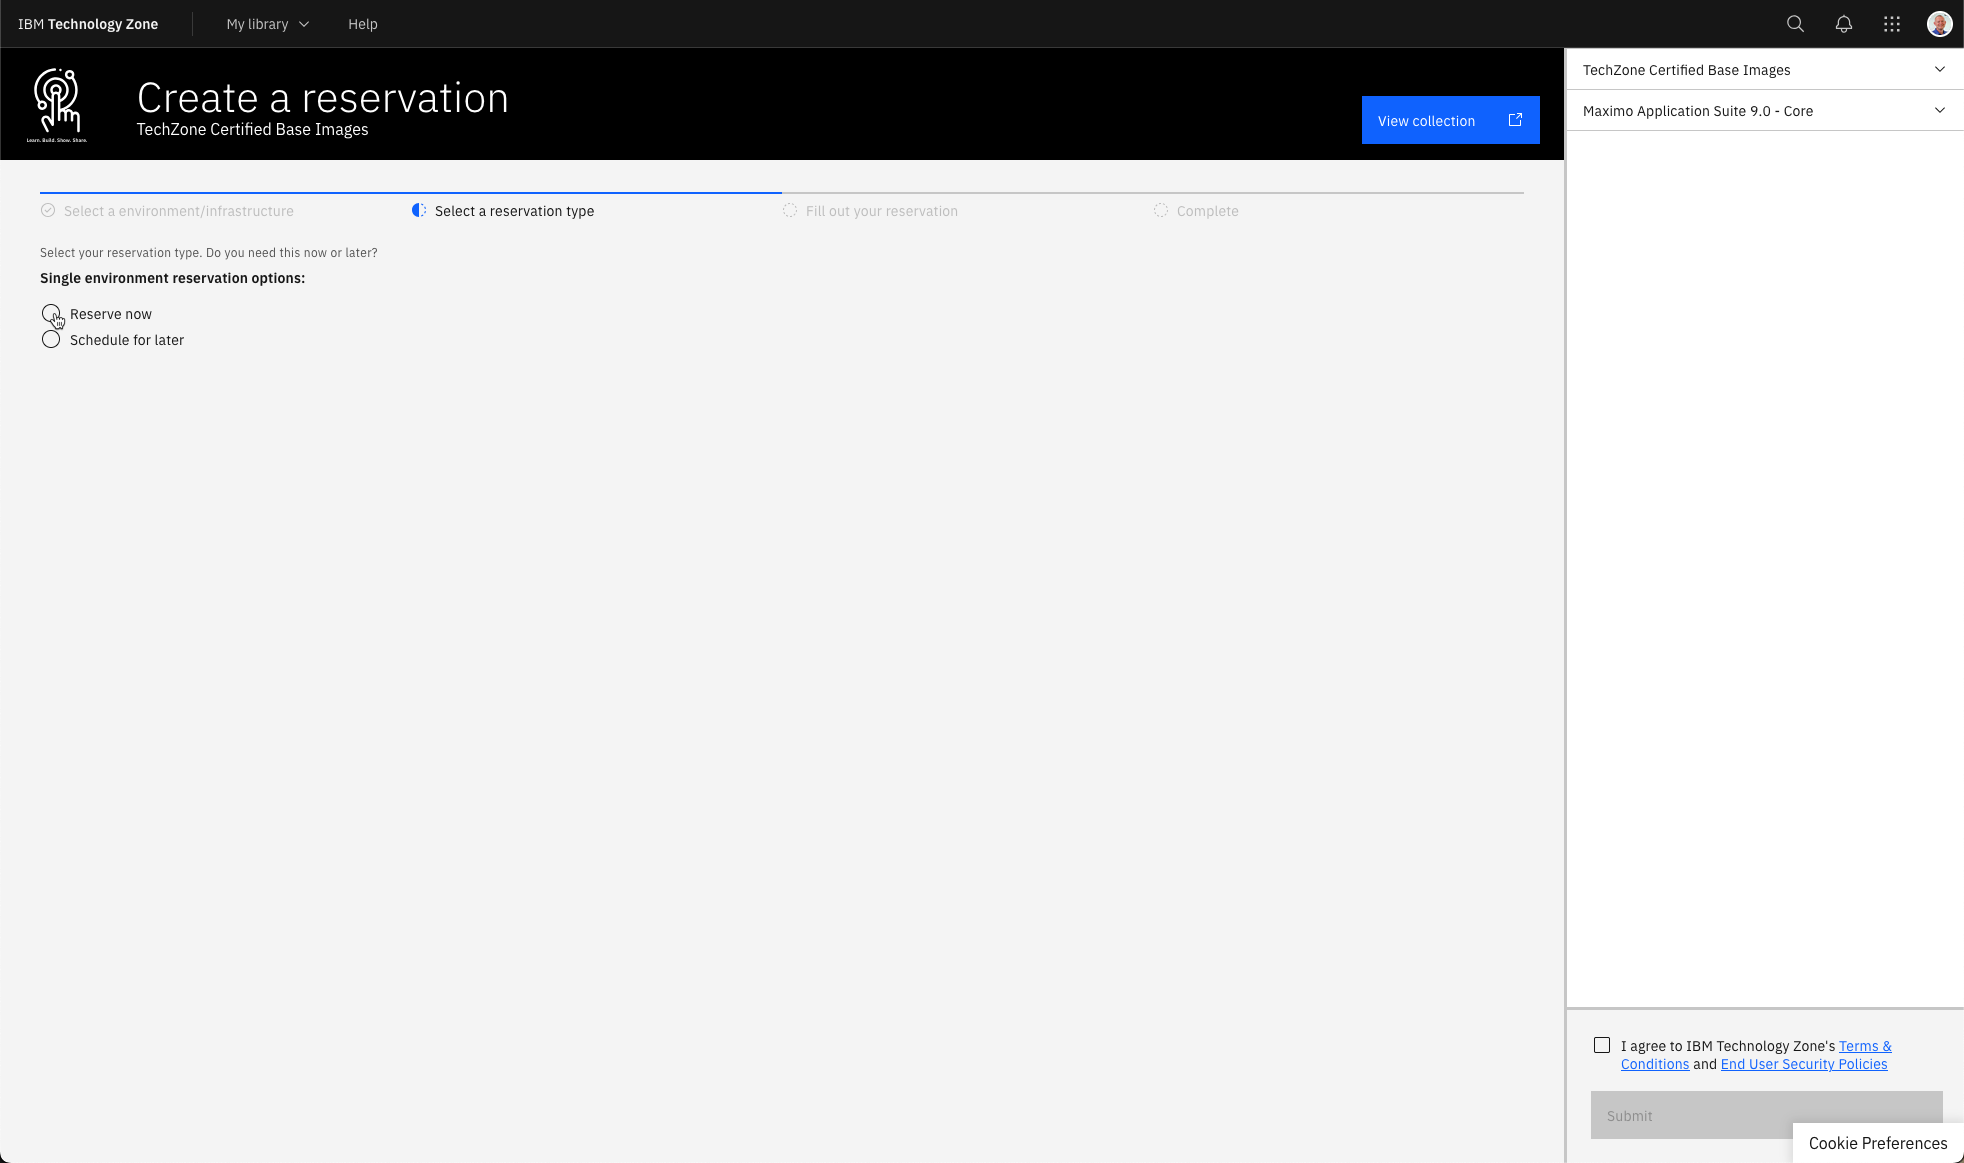 IBM Technology Zone
My library
Help
Learn. Build. Show. Share.
Create a reservation
TechZone Certified Base Images
View collection
Select a environment/infrastructure
Select a reservation type
Fill out your reservation
Complete
Select your reservation type. Do you need this now or later?
Single environment reservation options:
Reserve now
Schedule for later
TechZone Certified Base Images
Maximo Application Suite 9.0 - Core
I agree to IBM Technology Zone's Terms &
Conditions and End User Security Policies
Submit
Cookie Preferences